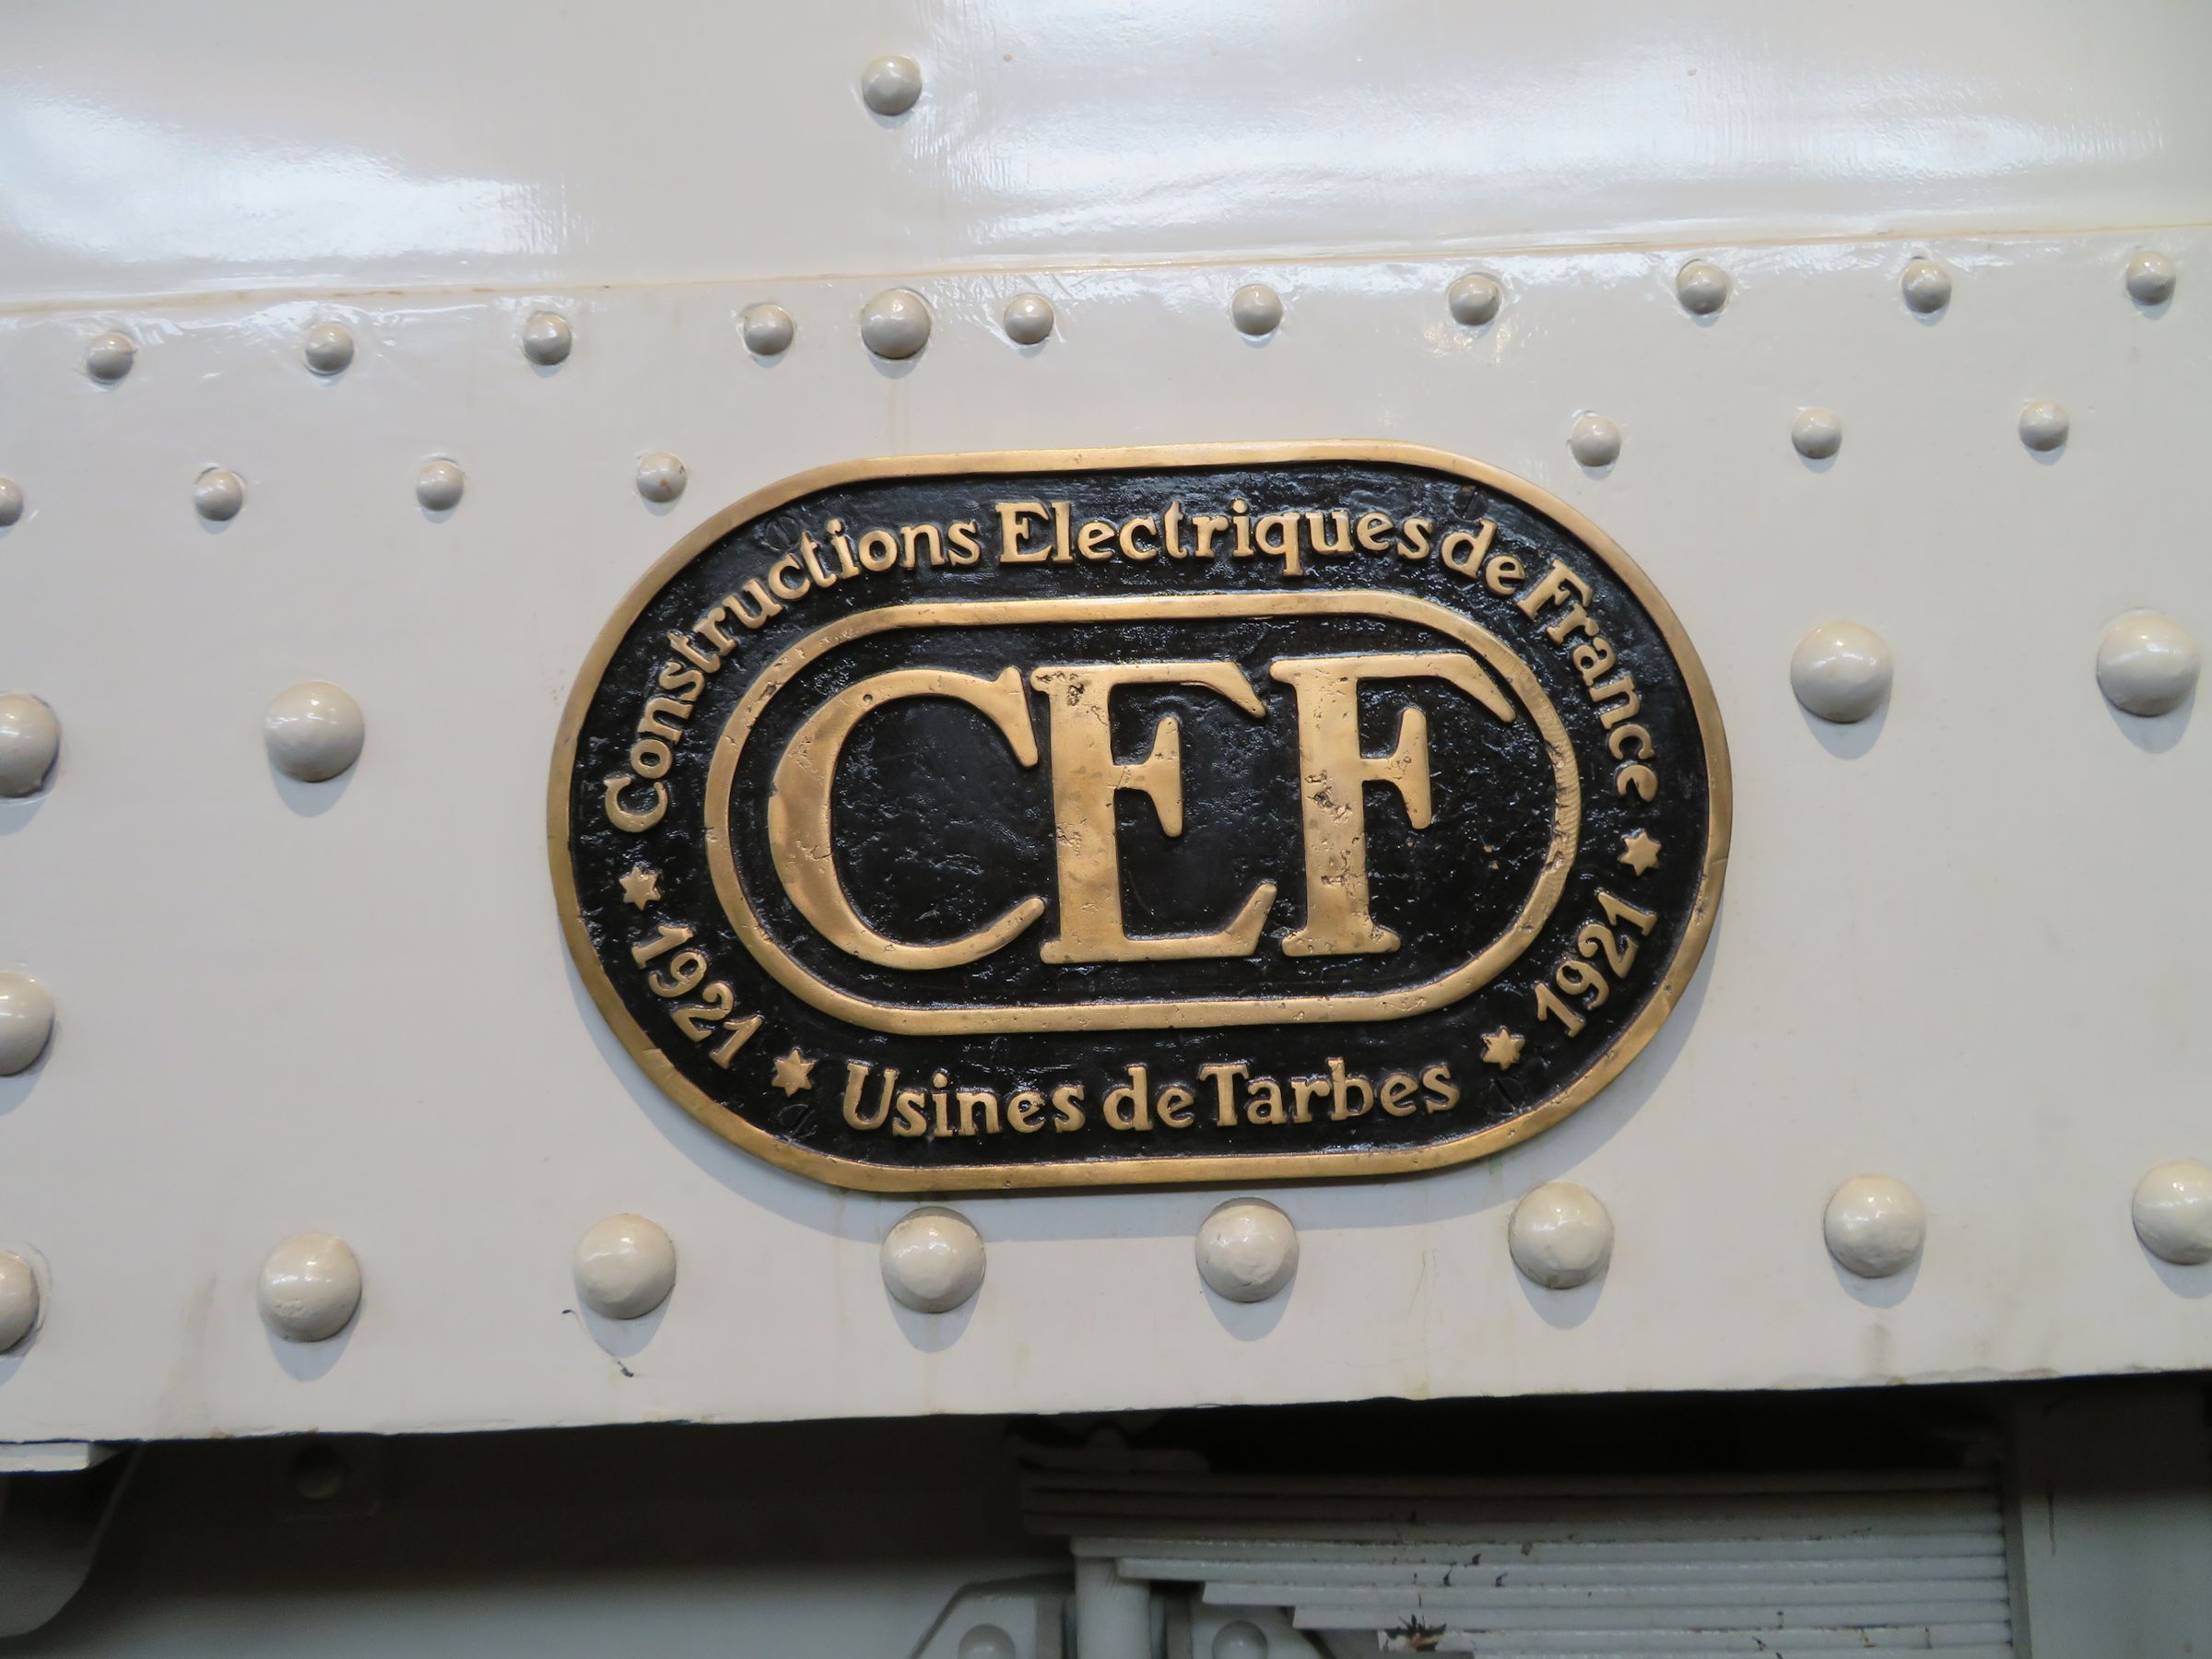 Constructions Electriques de France
CEF
1921
Usines de Tarbes
1921